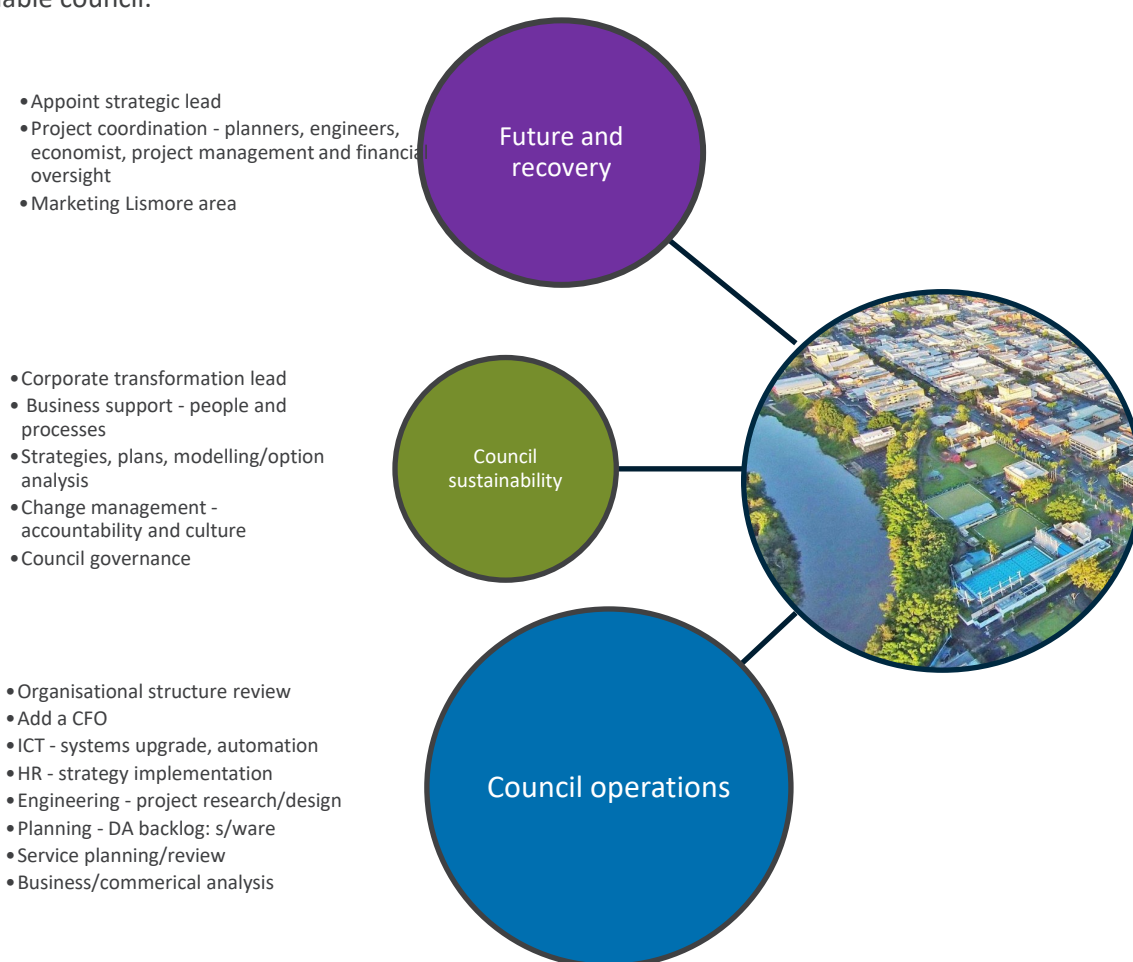 • Appoint strategic lead
• Project coordination - planners, engineers,
economist, project management and financial
oversight
• Marketing Lismore area
Future and
recovery
• Corporate transformation lead
• Business support - people and
processes
• Strategies, plans, modelling/option
analysis
• Change management -
accountability and culture
• Council governance
Council
sustainability
• Organisational structure review
• Add a CFO
• ICT - systems upgrade, automation
• HR - strategy implementation
• Engineering - project research/design
• Planning - DA backlog: s/ware
• Service planning/review
• Business/commerical analysis
Council operations